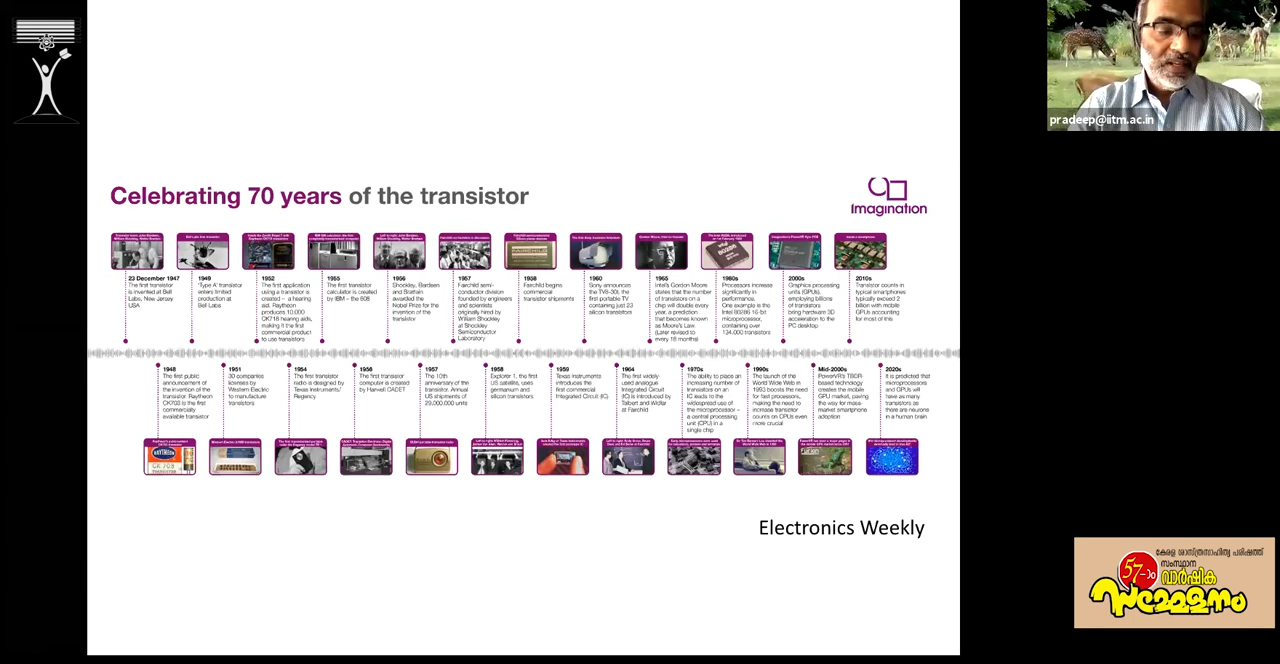 pradeep@iitm.ac.in
Celebrating 70 years of the transistor
imagination
23 December 1947
The first transistor
is invented at Bell
Labs, New Jersey
USA
1949
'Type A' transistor
enters limited
production at
Bell Labs
1952
The first application
using a transistor is
created – a hearing
aid. Raytheon
produces 10,000
CK718 hearing aids,
making it the first
commercial product
to use transistors
1955
The first transistor
calculator is created
by IBM – the 608
1956
Shockley, Bardeen
and Brattain
awarded the
Nobel Prize for the
invention of the
transistor
1957
Fairchild semi-
conductor division
founded by engineers
and scientists
originally hired by
William Shockley
at Shockley
Semiconductor
Laboratory
1958
Fairchild begins
commercial
transistor shipments
1960
Sony announces
the TV8-301, the
first portable TV
containing just 23
silicon transistors
1965
Intel's Gordon Moore
states that the number
of transistors on a
chip will double every
year, a prediction
that becomes known
as Moore's Law.
(Later revised to
every 18 months)
1980s
Processors increase
significantly in
performance.
One example is the
Intel 80286 16-bit
microprocessor,
containing over
134,000 transistors
2000s
Graphics processing
units (GPUs),
employing billions
of transistors
bring hardware 3D
acceleration to the
PC desktop
2010s
Transistor counts in
typical smartphones
typically exceed 2
billion with mobile
GPUs accounting
for most of this
1948
The first public
announcement of
the invention of the
transistor. Raytheon
CK703 is the first
commercially
available transistor
1951
30 companies
licenses by
Western Electric
to manufacture
transistors
1954
The first transistor
radio is designed by
Texas Instruments/
Regency
1956
The first transistor
computer is created
by Harwell CADET
1957
The 10th
anniversary of the
transistor. Annual
US shipments of
29,000,000 units
1958
Explorer 1, the first
US satellite, uses
germanium and
silicon transistors
1959
Texas Instruments
introduces the
first commercial
Integrated Circuit (IC)
1964
The first widely-
used analogue
Integrated Circuit
(IC) is introduced by
Talbert and Widlar
at Fairchild
1970s
The ability to place an
increasing number of
transistors on an
IC leads to the
widespread use of
the microprocessor –
a central processing
unit (CPU) in a
single chip
1990s
The launch of the
World Wide Web in
1993 boosts the need
for fast processors,
making the need to
increase transistor
counts on CPUs even
more crucial
Mid-2000s
PowerVR's TBDR-
based technology
creates the mobile
GPU market, paving
the way for mass-
market smartphone
adoption
2020s
It is predicted that
microprocessors
and GPUs will
have as many
transistors as there
are neurons
in a human brain
RAYTHEON
CK 703
Electronics Weekly
കേരള ശാസ്ത്രസാഹിത്യ പരിഷത്ത്
57-ാം
സംസ്ഥാന
വാർഷിക
സമ്മേളനം